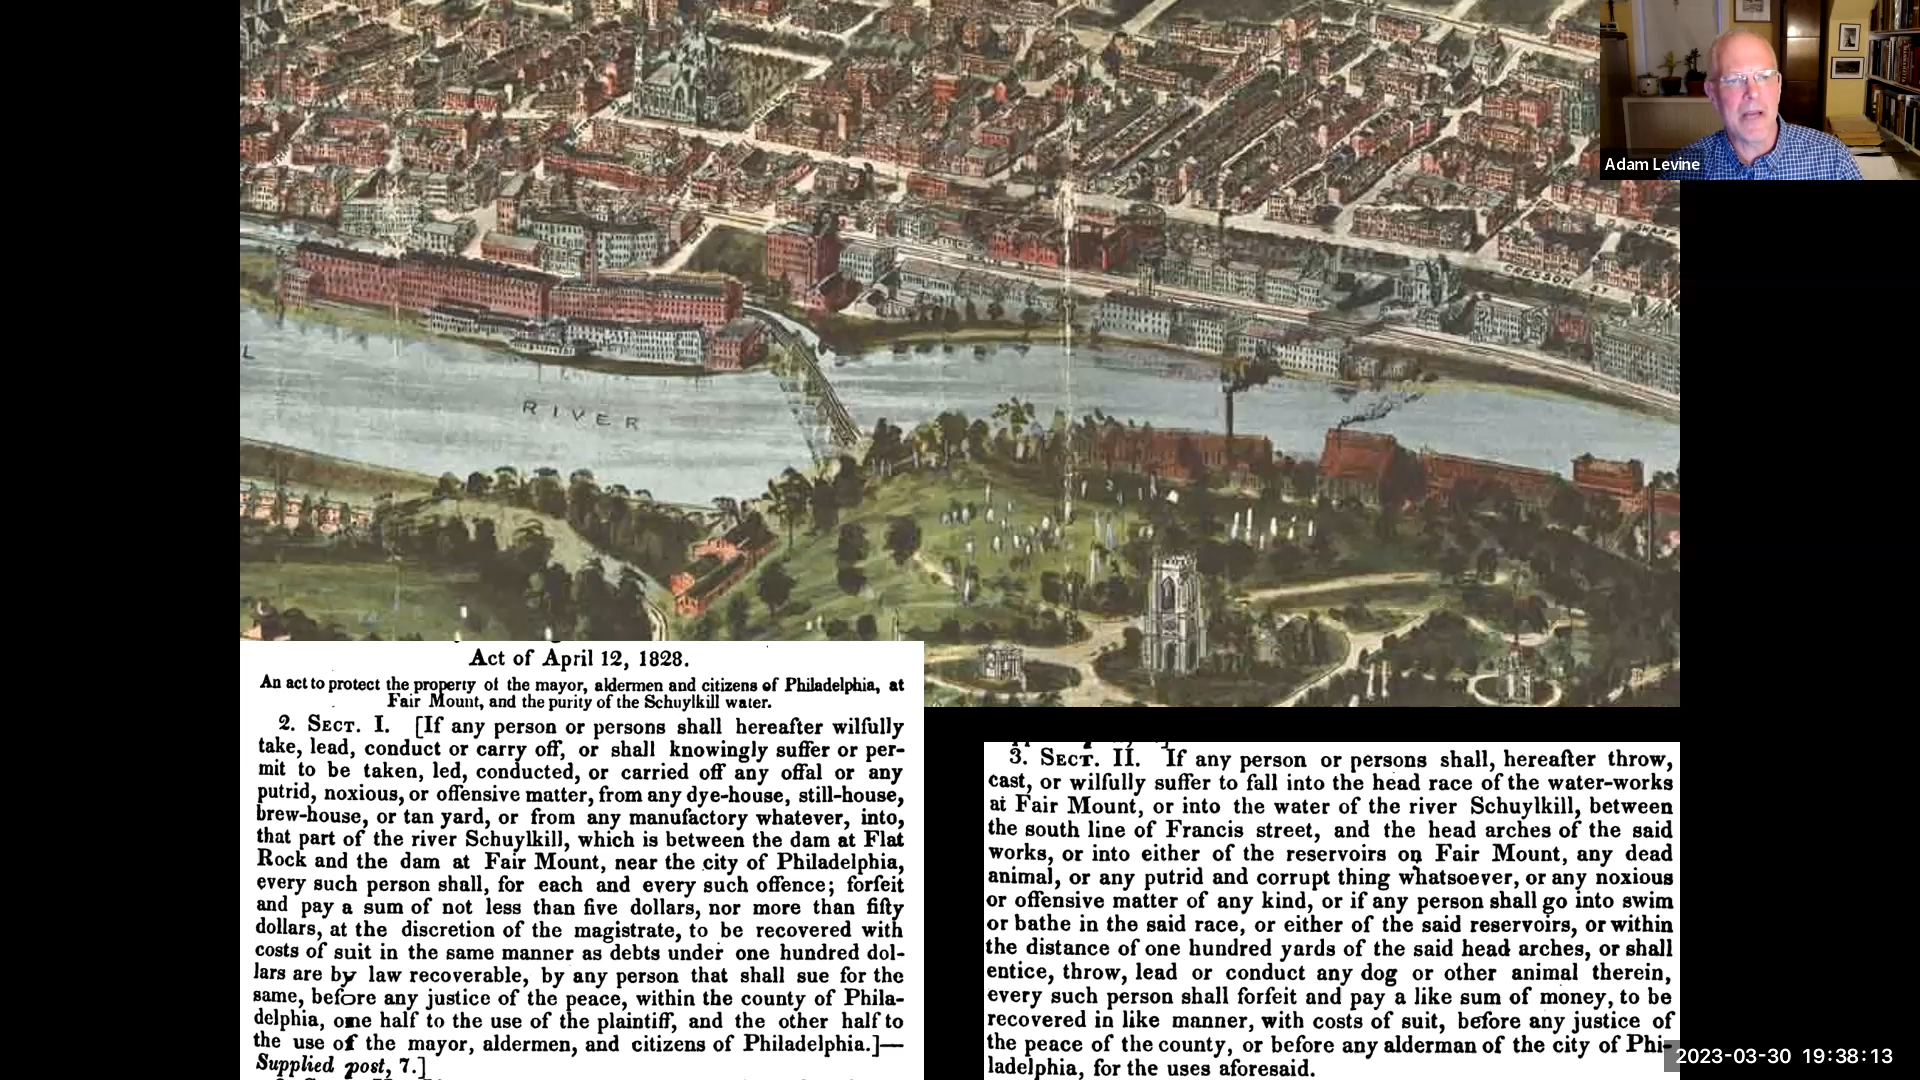 Adam Levine
SHARP
CRESSON ST
L
RIVER
Act of April 12, 1828.
An act to protect the property of the mayor, aldermen and citizens of Philadelphia, at
Fair Mount, and the purity of the Schuylkill water.
2. SECT. I. [If any person or persons shall hereafter wilfully
take, lead, conduct or carry off, or shall knowingly suffer or per-
mit to be taken, led, conducted, or carried off any offal or any
putrid, noxious, or offensive matter, from any dye-house, still-house,
brew-house, or tan yard, or from any manufactory whatever, into,
that part of the river Schuylkill, which is between the dam at Flat
Rock and the dam at Fair Mount, near the city of Philadelphia,
every such person shall, for each and every such offence; forfeit
and pay a sum of not less than five dollars, nor more than fifty
dollars, at the discretion of the magistrate, to be recovered with
costs of suit in the same manner as debts under one hundred dol-
lars are by law recoverable, by any person that shall sue for the
same, before any justice of the peace, within the county of Phila-
delphia, one half to the use of the plaintiff, and the other half to
the use of the mayor, aldermen, and citizens of Philadelphia.]—
Supplied post, 7.]
3. SECT. II. If any person or persons shall, hereafter throw,
cast, or wilfully suffer to fall into the head race of the water-works
at Fair Mount, or into the water of the river Schuylkill, between
the south line of Francis street, and the head arches of the said
works, or into either of the reservoirs on Fair Mount, any dead
animal, or any putrid and corrupt thing whatsoever, or any noxious
or offensive matter of any kind, or if any person shall go into swim
or bathe in the said race, or either of the said reservoirs, or within
the distance of one hundred yards of the said head arches, or shall
entice, throw, lead or conduct any dog or other animal therein,
every such person shall forfeit and pay a like sum of money, to be
recovered in like manner, with costs of suit, before any justice of
the peace of the county, or before any alderman of the city of Phi-
ladelphia, for the uses aforesaid.
2023-03-30 19:38:13